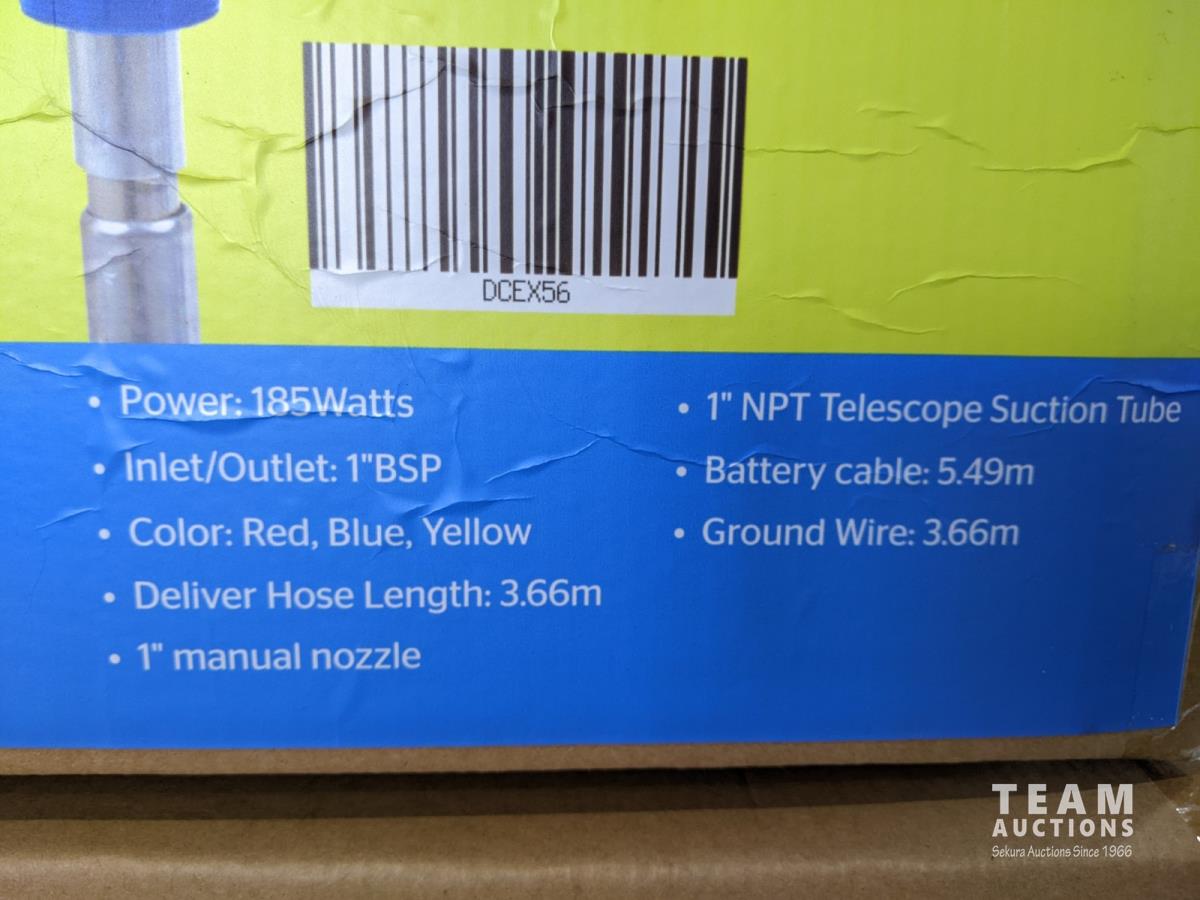 DCEX56
• Power: 185Watts
• Inlet/Outlet: 1"BSP
• Color: Red, Blue, Yellow
• Deliver Hose Length: 3.66m
• 1" manual nozzle
• 1" NPT Telescope Suction Tube
• Battery cable: 5.49m
• Ground Wire: 3.66m
TEAM
AUCTIONS
Sekura Auctions Since 1966